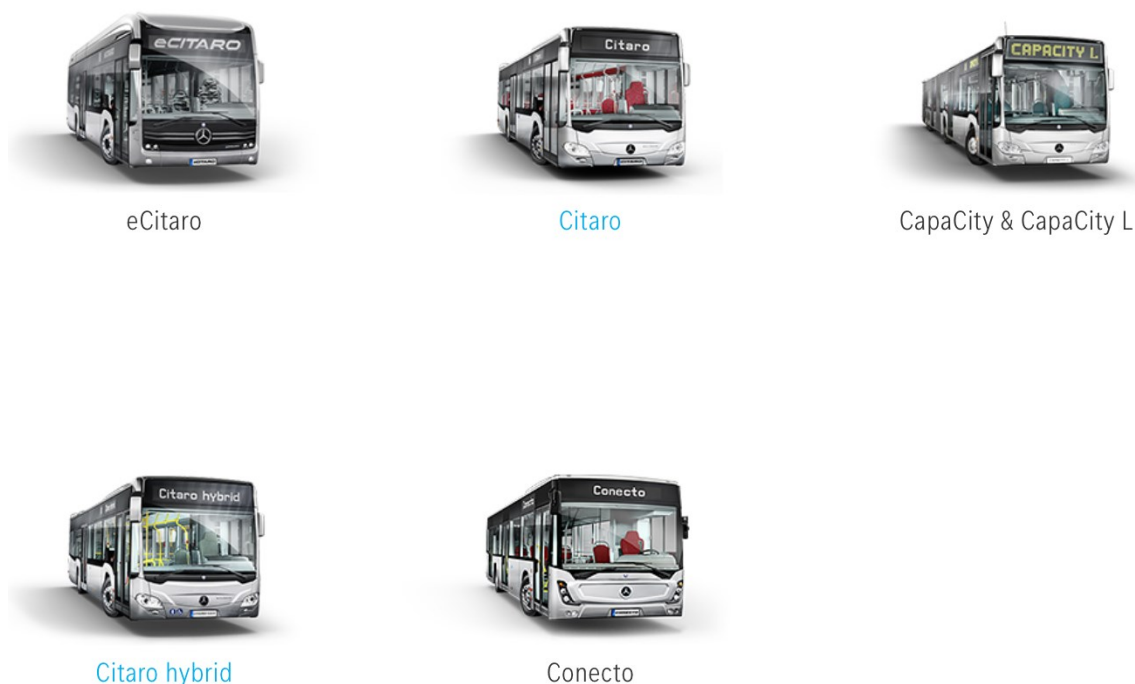 eCITARO
Citaro
CAPACITY L
eCitaro
Citaro
CapaCity & CapaCity L
Citaro hybrid
Conecto
Citaro hybrid
Conecto